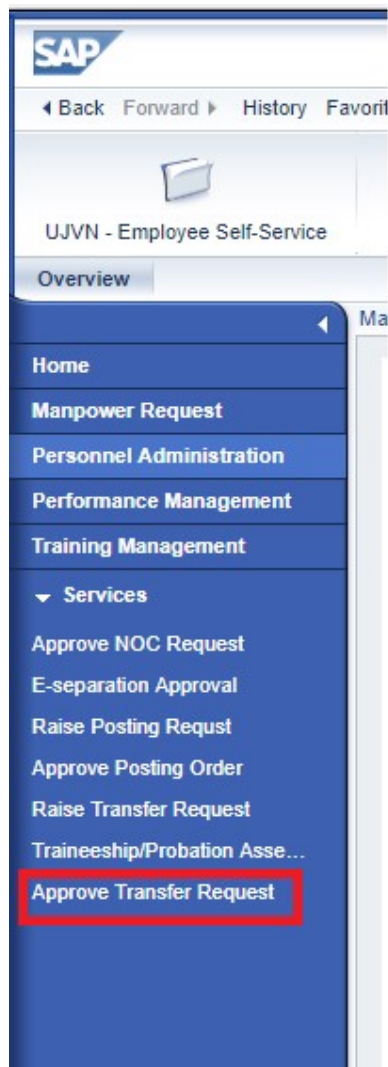 SAP
Back Forward History Favorit
UJVN - Employee Self-Service
Overview
Ma
Home
Manpower Request
Personnel Administration
Performance Management
Training Management
Services
Approve NOC Request
E-separation Approval
Raise Posting Requst
Approve Posting Order
Raise Transfer Request
Traineeship/Probation Asse...
Approve Transfer Request